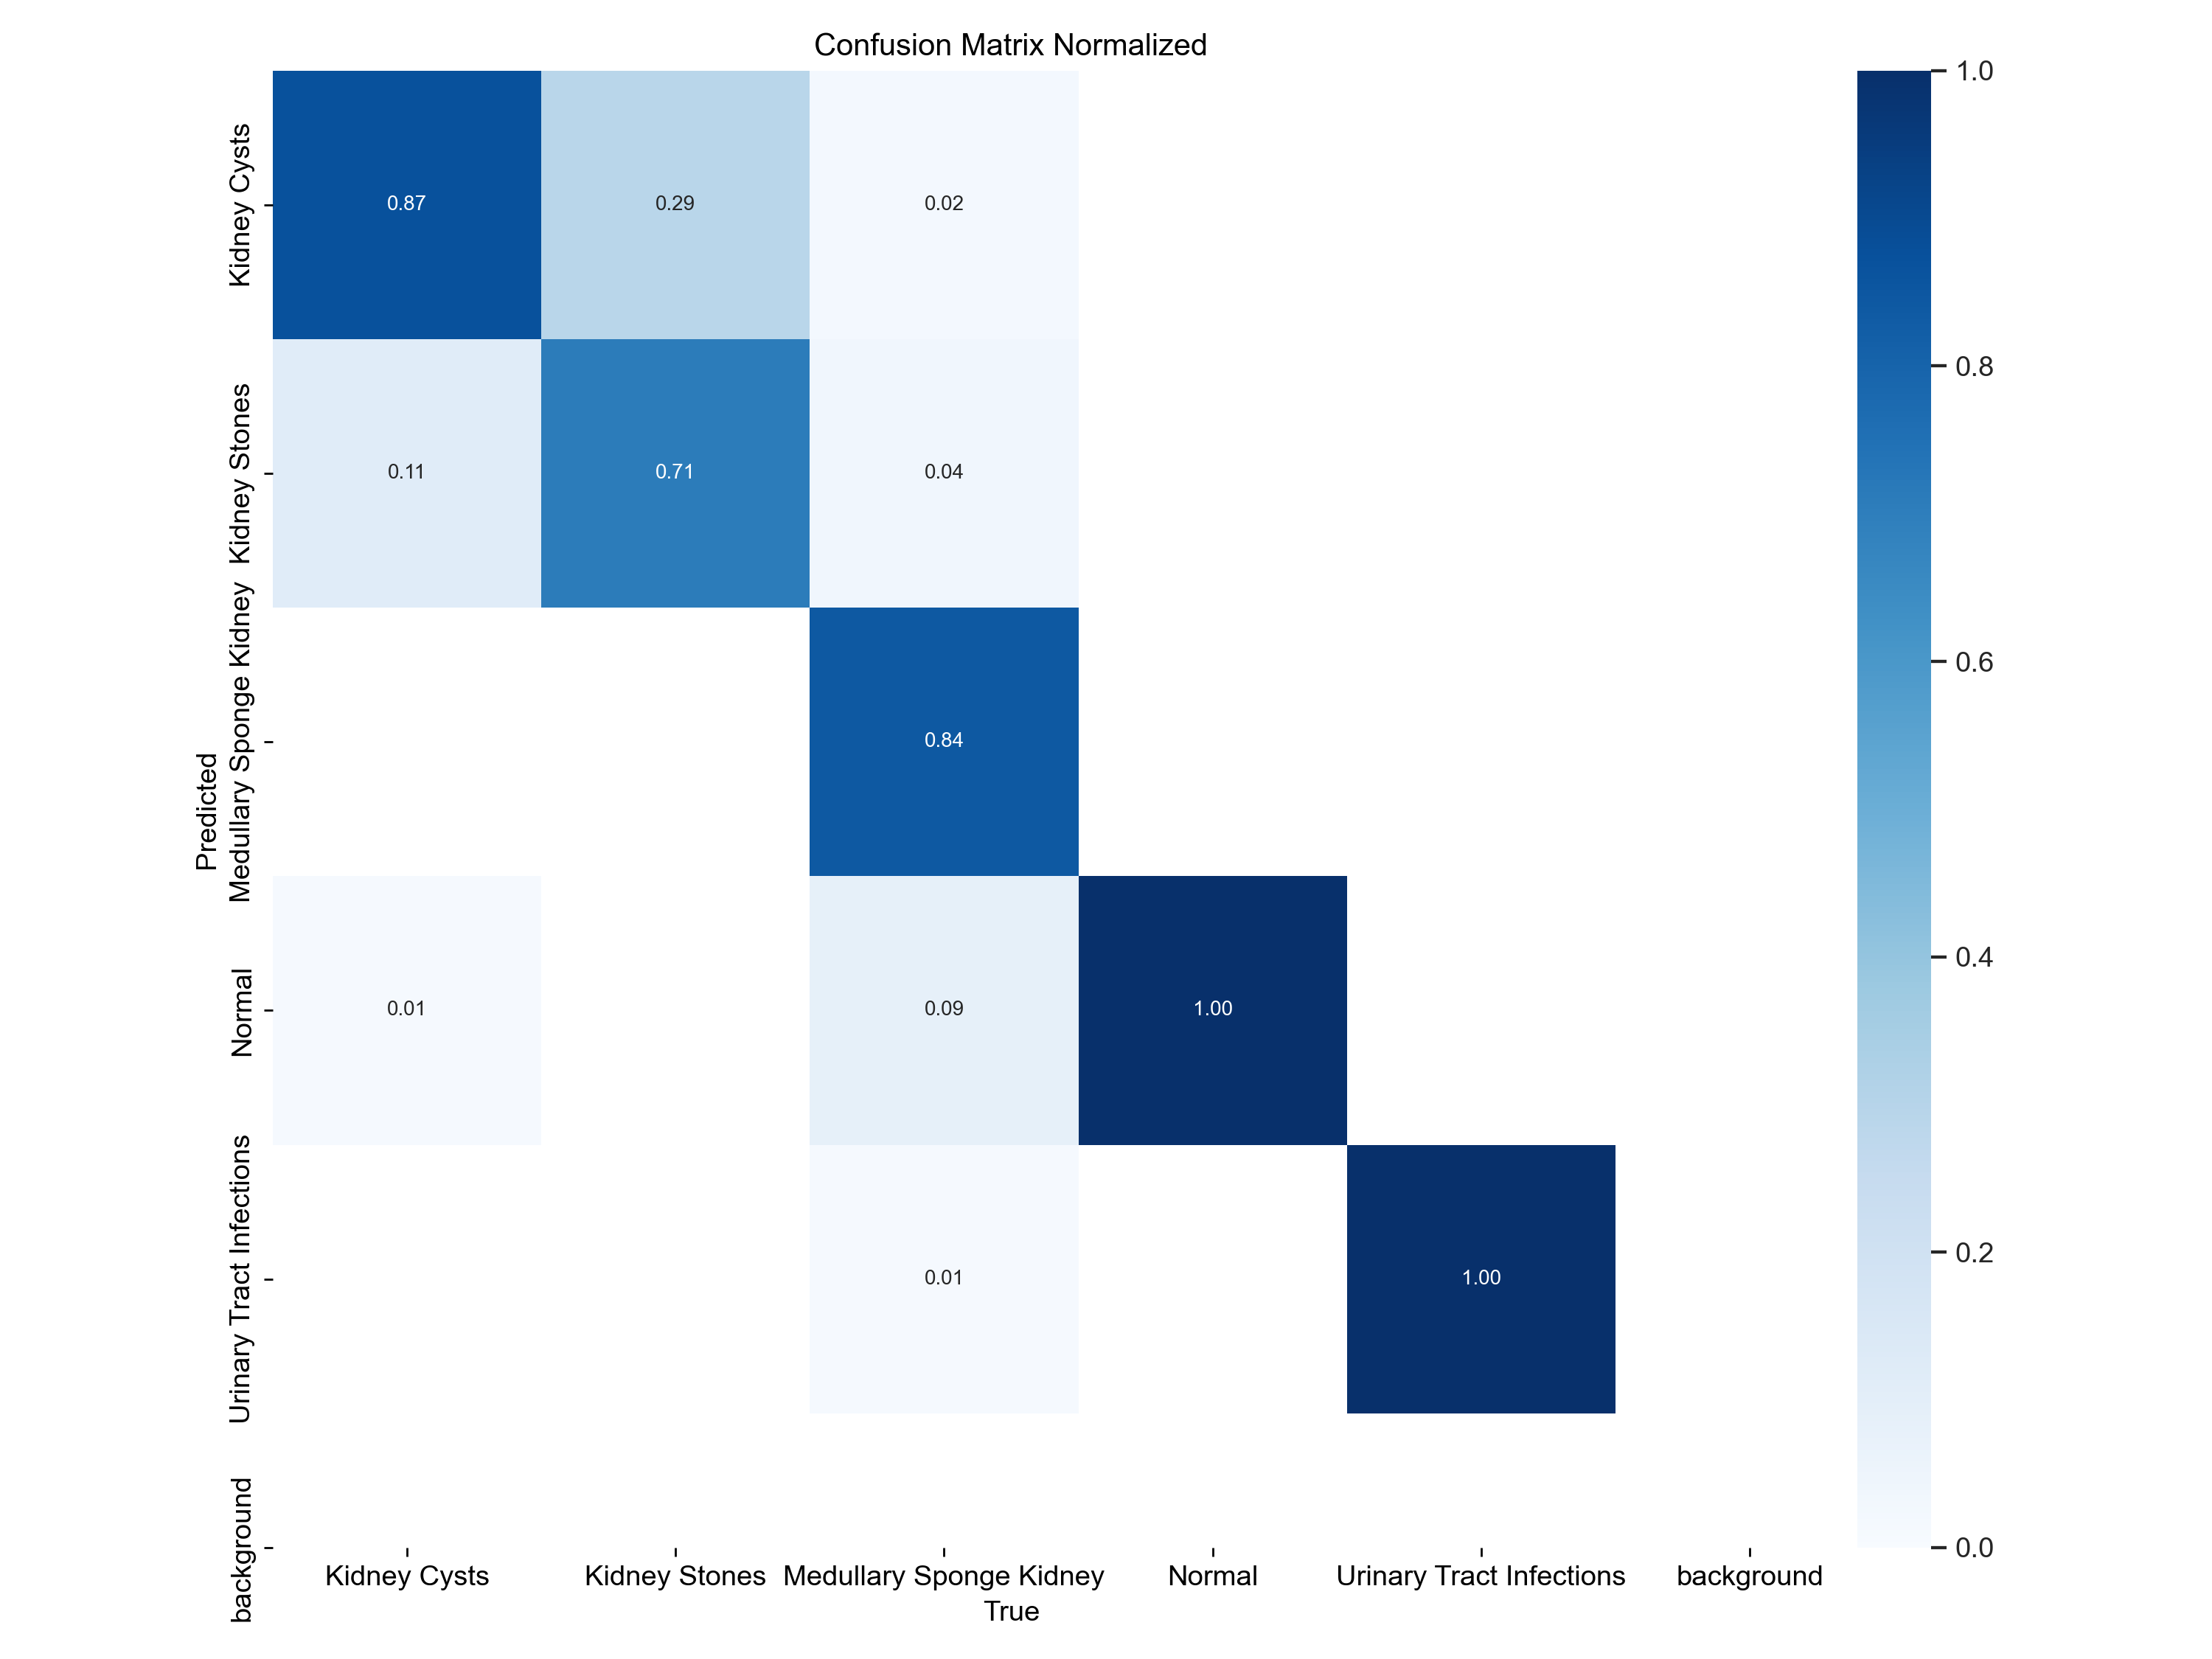 Confusion Matrix Normalized
Predicted
Kidney Cysts
Kidney Stones
Medullary Sponge Kidney
Normal
Urinary Tract Infections
background
0.87 0.29 0.02
0.11 0.71 0.04
0.84
0.01 0.09 1.00
0.01 1.00
Kidney Cysts Kidney Stones Medullary Sponge Kidney Normal Urinary Tract Infections background
True
1.0
0.8
0.6
0.4
0.2
0.0